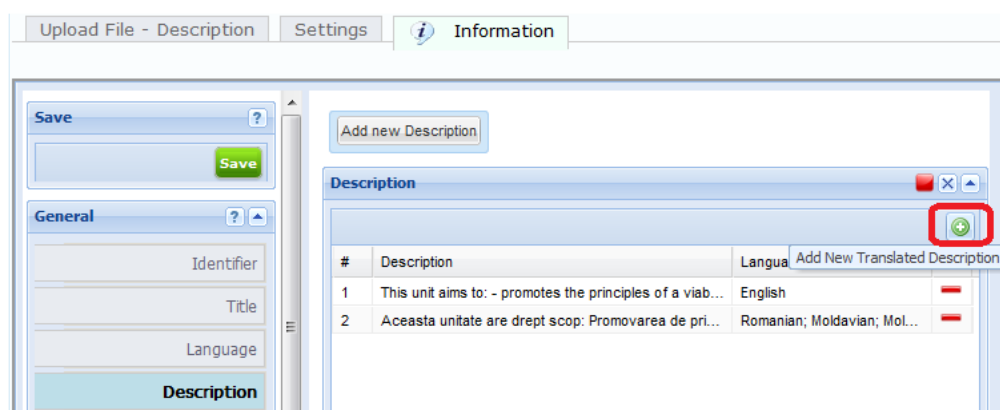 Upload File - Description Settings i Information
Save ?
Save
General ?
Identifier
Title
Language
Description
Add new Description
Description
# Description Langua
Add New Translated Description
1 This unit aims to: - promotes the principles of a viab... English
2 Aceasta unitate are drept scop: Promovarea de pri... Romanian; Moldavian; Mol...